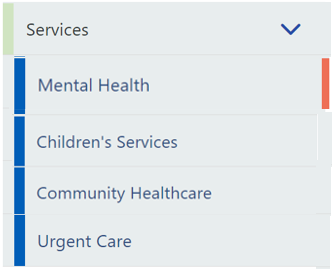 Services
Mental Health
Children's Services
Community Healthcare
Urgent Care